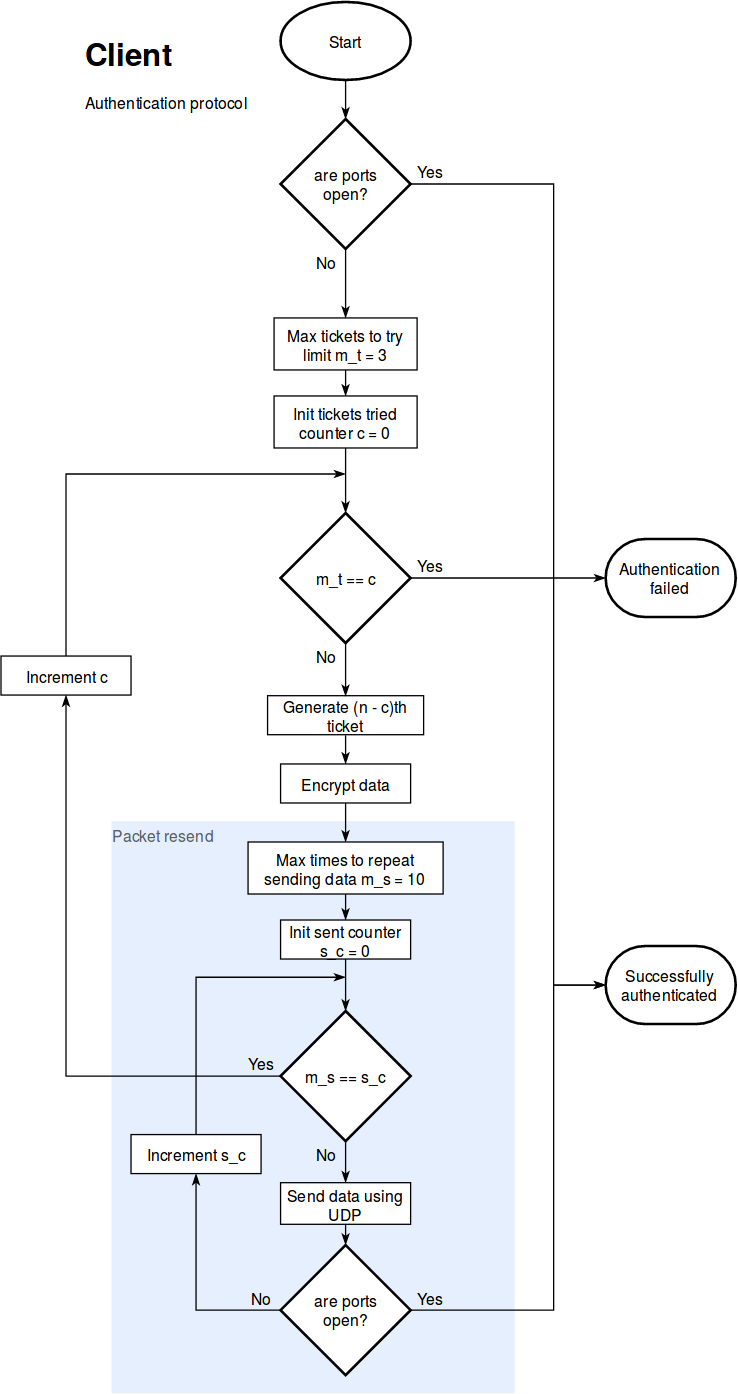 Start
Client
Authentication protocol
are ports
open?
Yes
No
Max tickets to try
limit m_t = 3
Init tickets tried
counter c = 0
m_t == c
Yes
Authentication
failed
No
Increment c
Generate (n - c)th
ticket
Encrypt data
Packet resend
Max times to repeat
sending data m_s = 10
Init sent counter
s_c = 0
Successfully
authenticated
Yes
m_s == s_c
No
Increment s_c
Send data using
UDP
No
are ports
open?
Yes